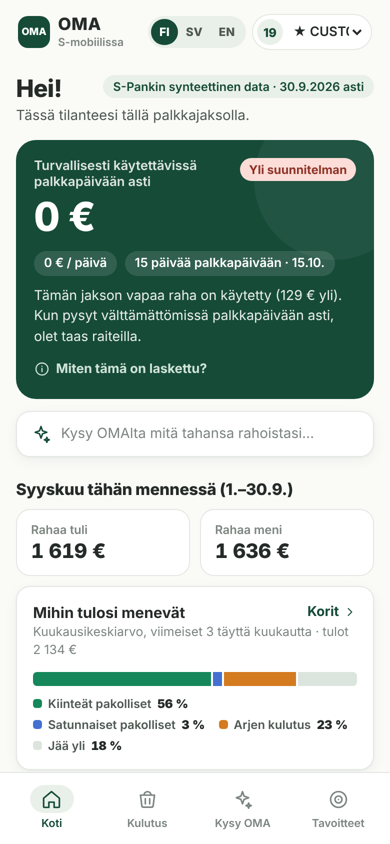 OMA
OMA
S-mobiilissa
FI SV EN
19 ★ CUST
Hei!
S-Pankin synteettinen data · 30.9.2026 asti
Tässä tilanteesi tällä palkkajaksolla.
Turvallisesti käytettävissä
palkkapäivään asti
Yli suunnitelman
0 €
0 € / päivä
15 päivää palkkapäivään · 15.10.
Tämän jakson vapaa raha on käytetty (129 € yli).
Kun pysyt välttämättömissä palkkapäivään asti,
olet taas raiteilla.
Miten tämä on laskettu?
Kysy OMAlta mitä tahansa rahoistasi...
Syyskuu tähän mennessä (1.–30.9.)
Rahaa tuli
1 619 €
Rahaa meni
1 636 €
Mihin tulosi menevät
Korit
Kuukausikeskiarvo, viimeiset 3 täyttä kuukautta · tulot
2 134 €
Kiinteät pakolliset 56 %
Satunnaiset pakolliset 3 % Arjen kulutus 23 %
Jää yli 18 %
Koti Kulutus Kysy OMA Tavoitteet